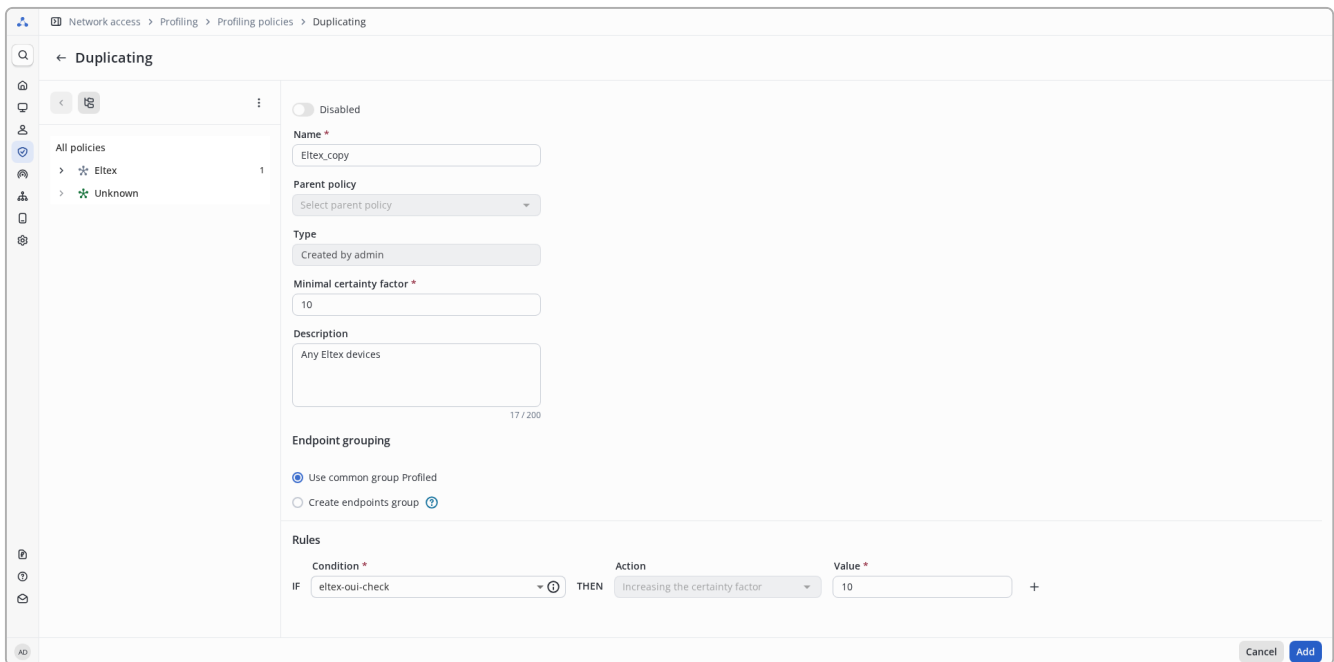 Network access > Profiling > Profiling policies > Duplicating
← Duplicating
All policies
Eltex 1
Unknown
Disabled
Name *
Eltex_copy
Parent policy
Select parent policy
Type
Created by admin
Minimal certainty factor *
10
Description
Any Eltex devices
17 / 200
Endpoint grouping
Use common group Profiled
Create endpoints group ?
Rules
Condition * Action Value *
IF eltex-oui-check THEN Increasing the certainty factor 10 +
AD
Cancel Add